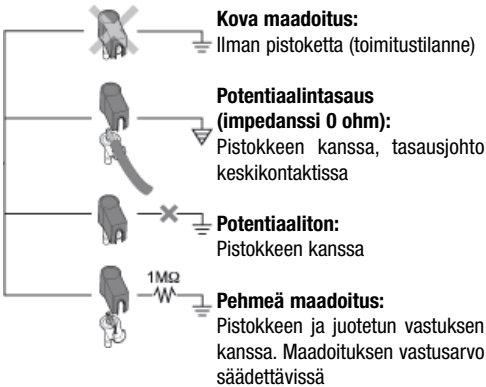 Kova maadoitus:
Ilman pistoketta (toimitustilanne)
Potentiaalintasaus
(impedanssi 0 ohm):
Pistokkeen kanssa, tasausjohto
keskikontaktissa
Potentiaaliton:
Pistokkeen kanssa
1MΩ
Pehmeä maadoitus:
Pistokkeen ja juotetun vastuksen
kanssa. Maadoituksen vastusarvo
säädettävissä